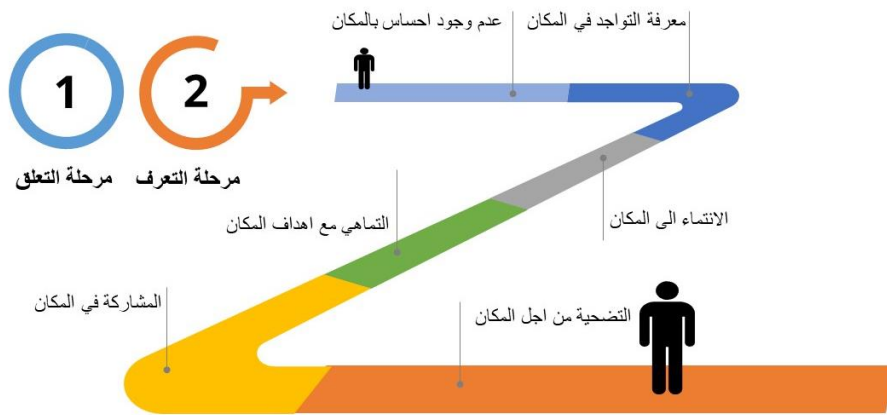 معرفة التواجد في المكان
عدم وجود احساس بالمكان
1
2
مرحلة التعلق
مرحلة التعرف
الانتماء الى المكان
التماهي مع اهداف المكان
المشاركة في المكان
التضحية من اجل المكان